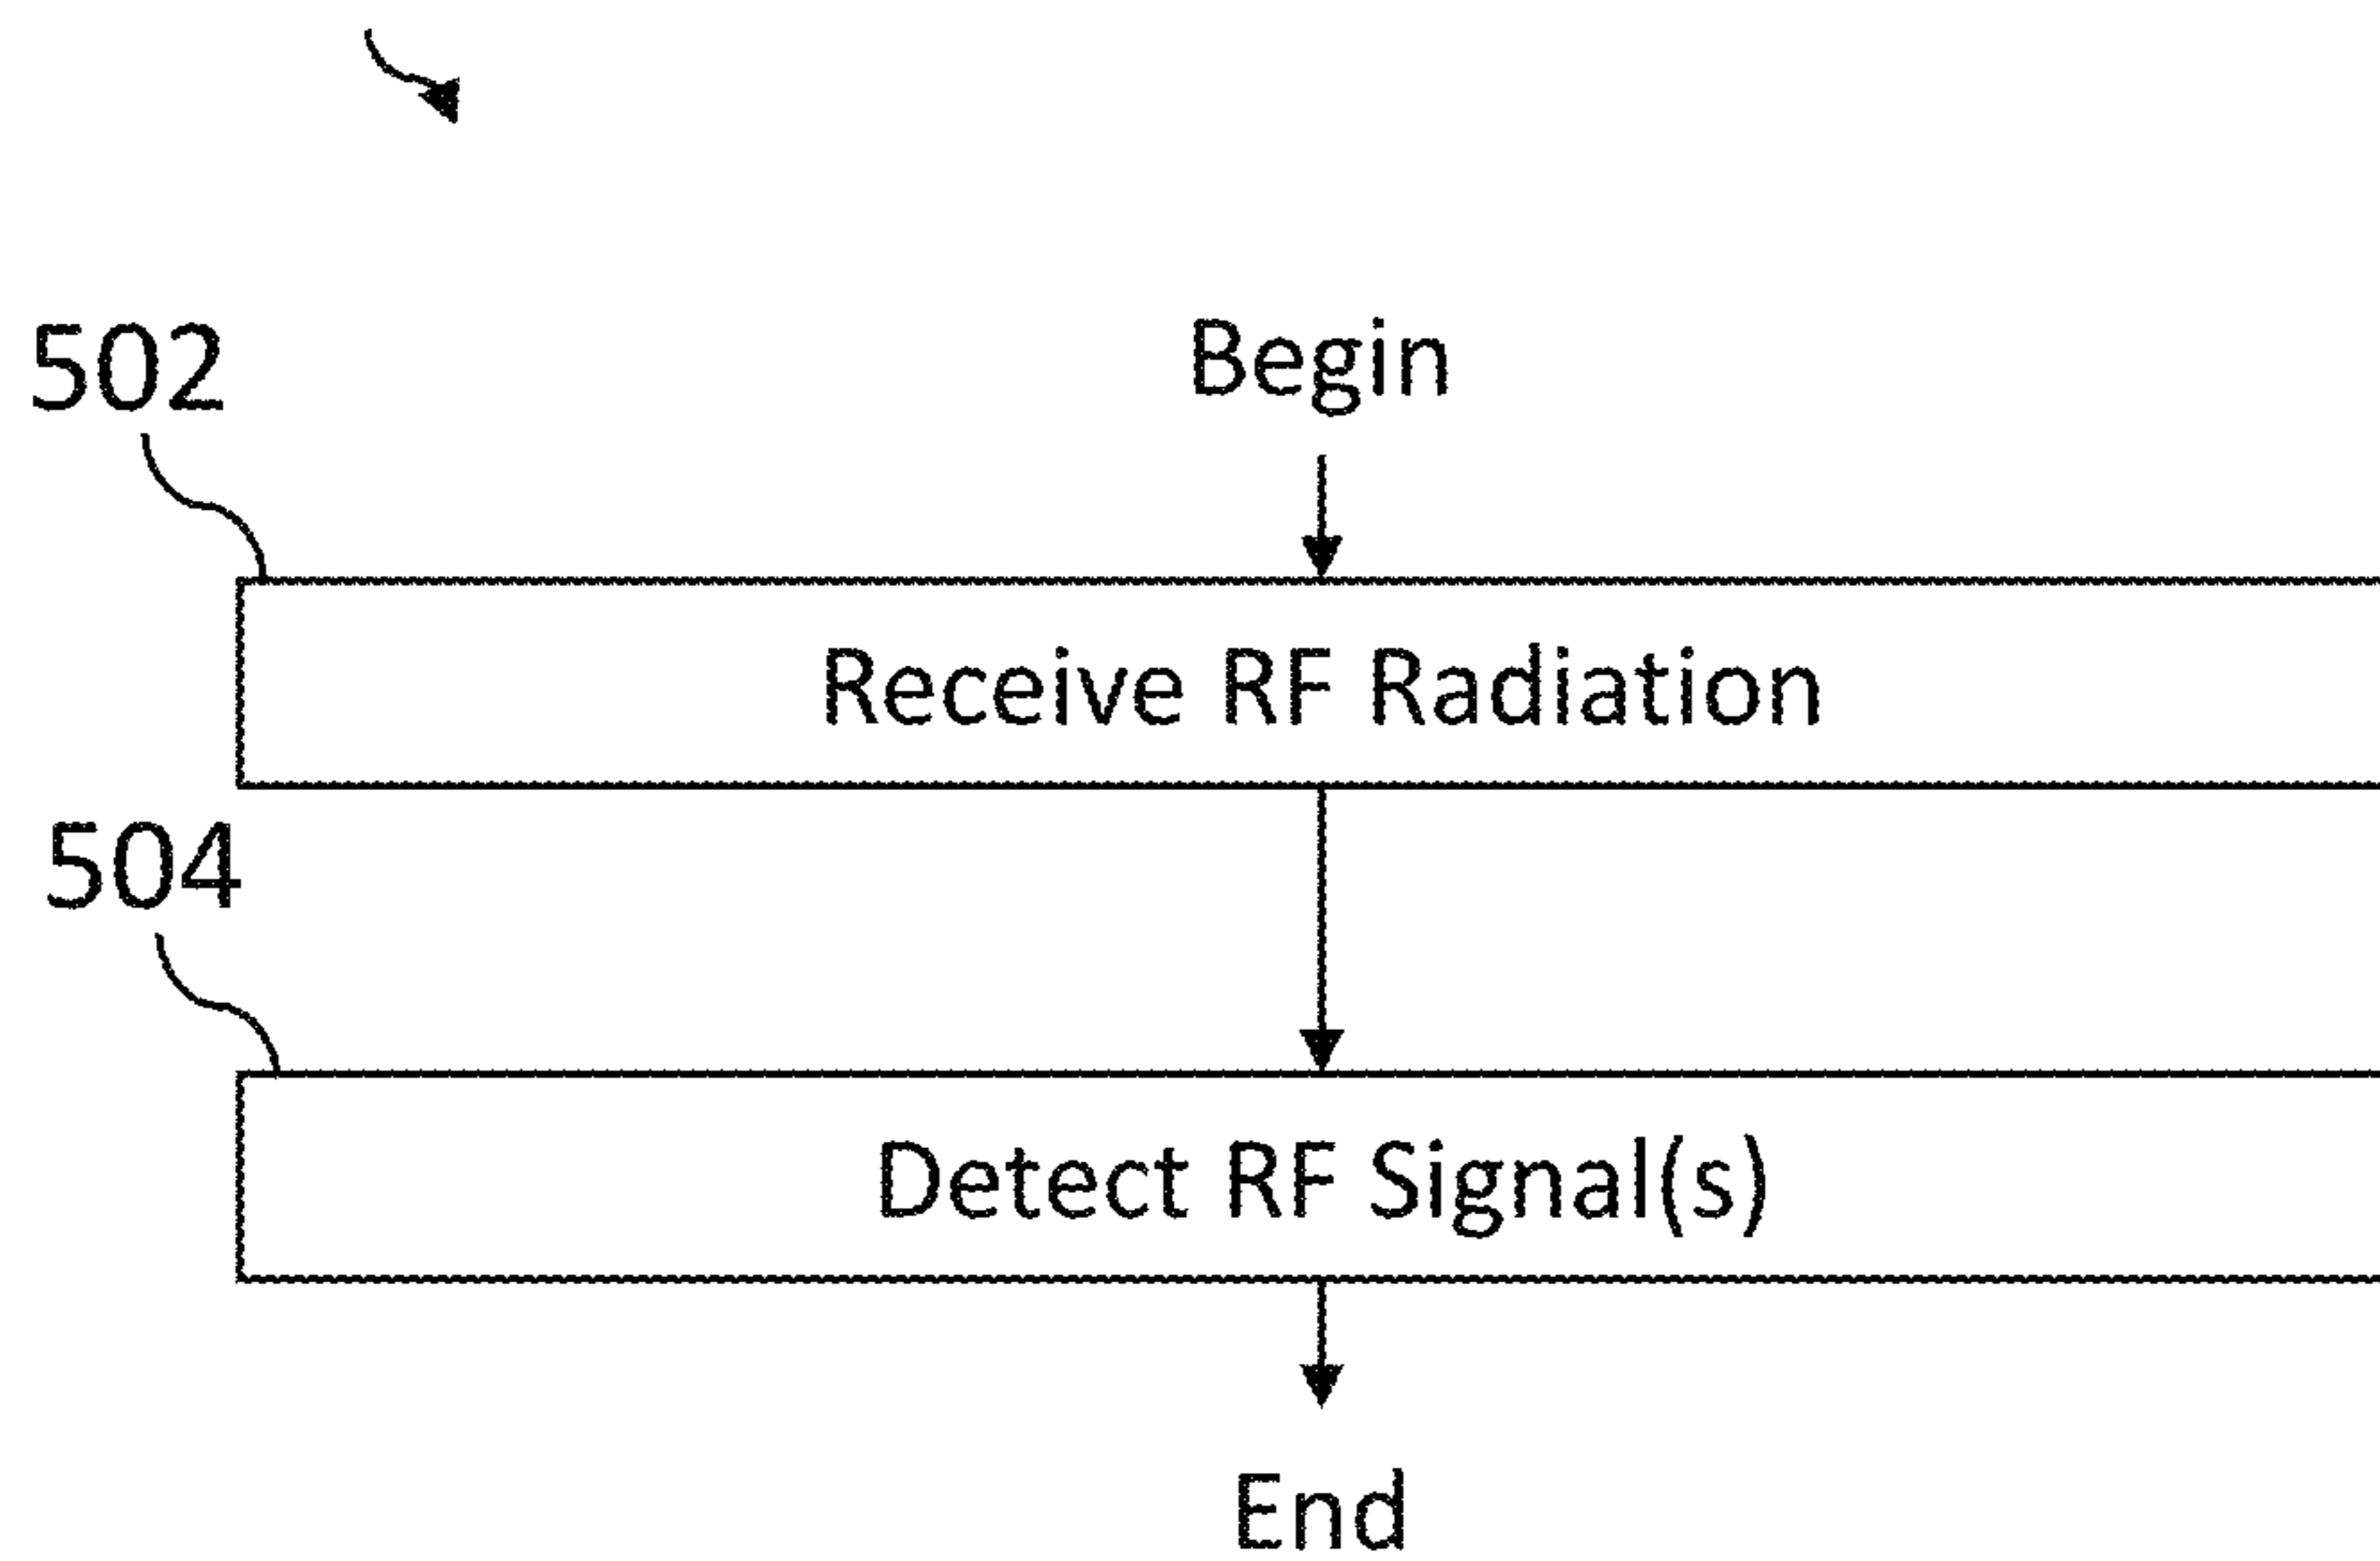 502
Begin
Receive RF Radiation
504
Detect RF Signal(s)
End